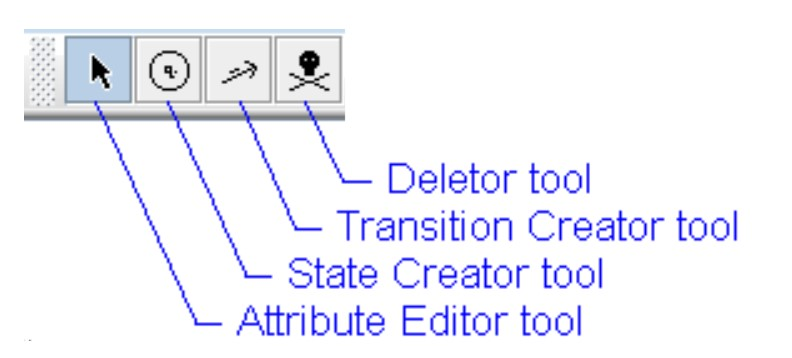 q.
Deletor tool
Transition Creator tool
State Creator tool
Attribute Editor tool